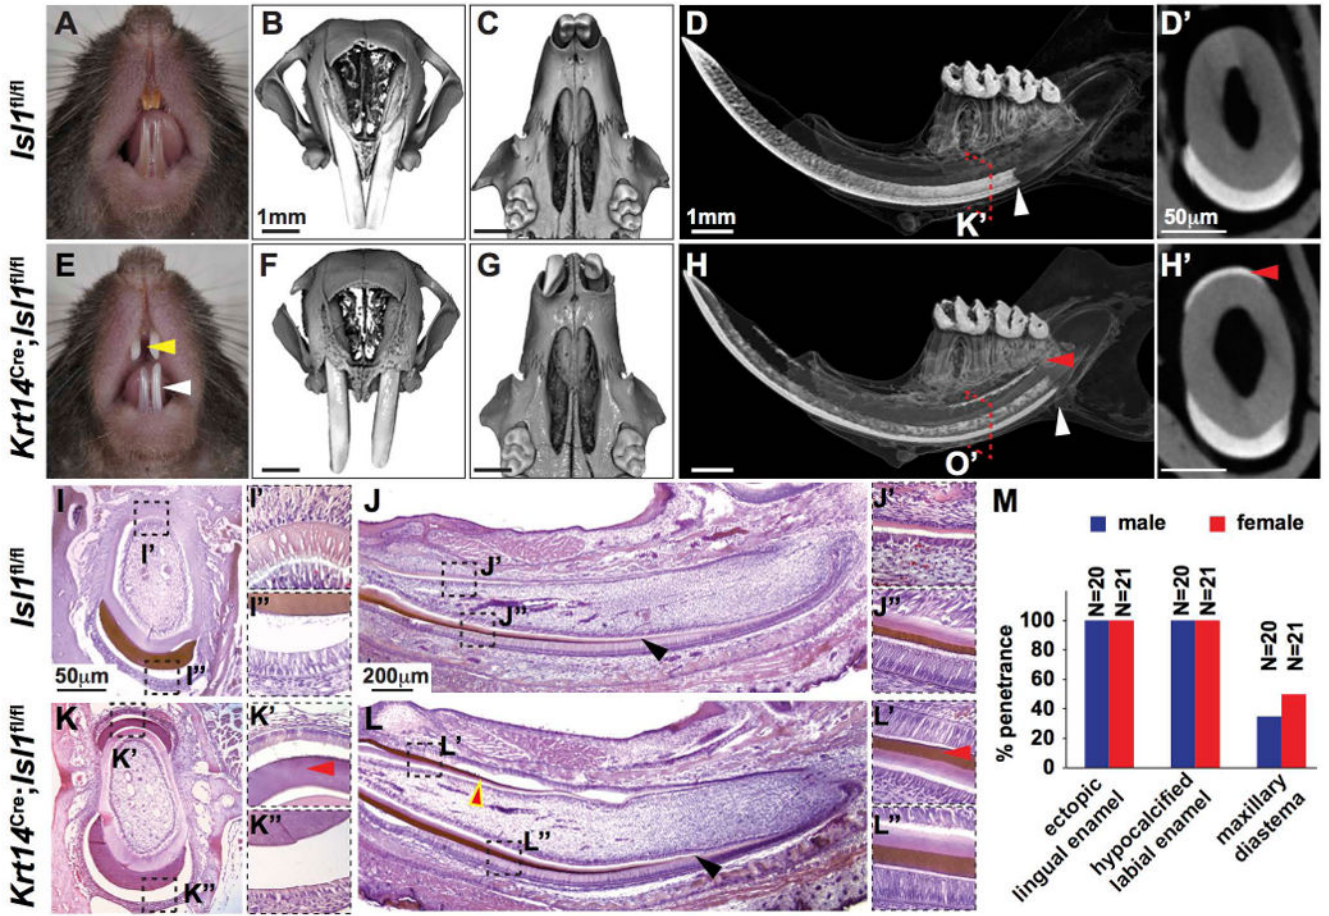 Isl1fl/fl
A
B
1mm
C
D
1mm
K’
D’
50µm
Krt14Cre;Isl1fl/fl
E
F
G
H
O’
H’
Isl1fl/fl
I
I’
I”
50µm
I’
I”
J
J’
J”
200µm
J’
J”
Krt14Cre;Isl1fl/fl
K
K’
K”
K’
K”
L
L’
L”
L’
L”
M
male
female
% penetrance
100
80
60
40
20
0
N=20
N=21
N=20
N=21
N=20
N=21
ectopic
lingual enamel
hypocalcified
labial enamel
maxillary
diastema